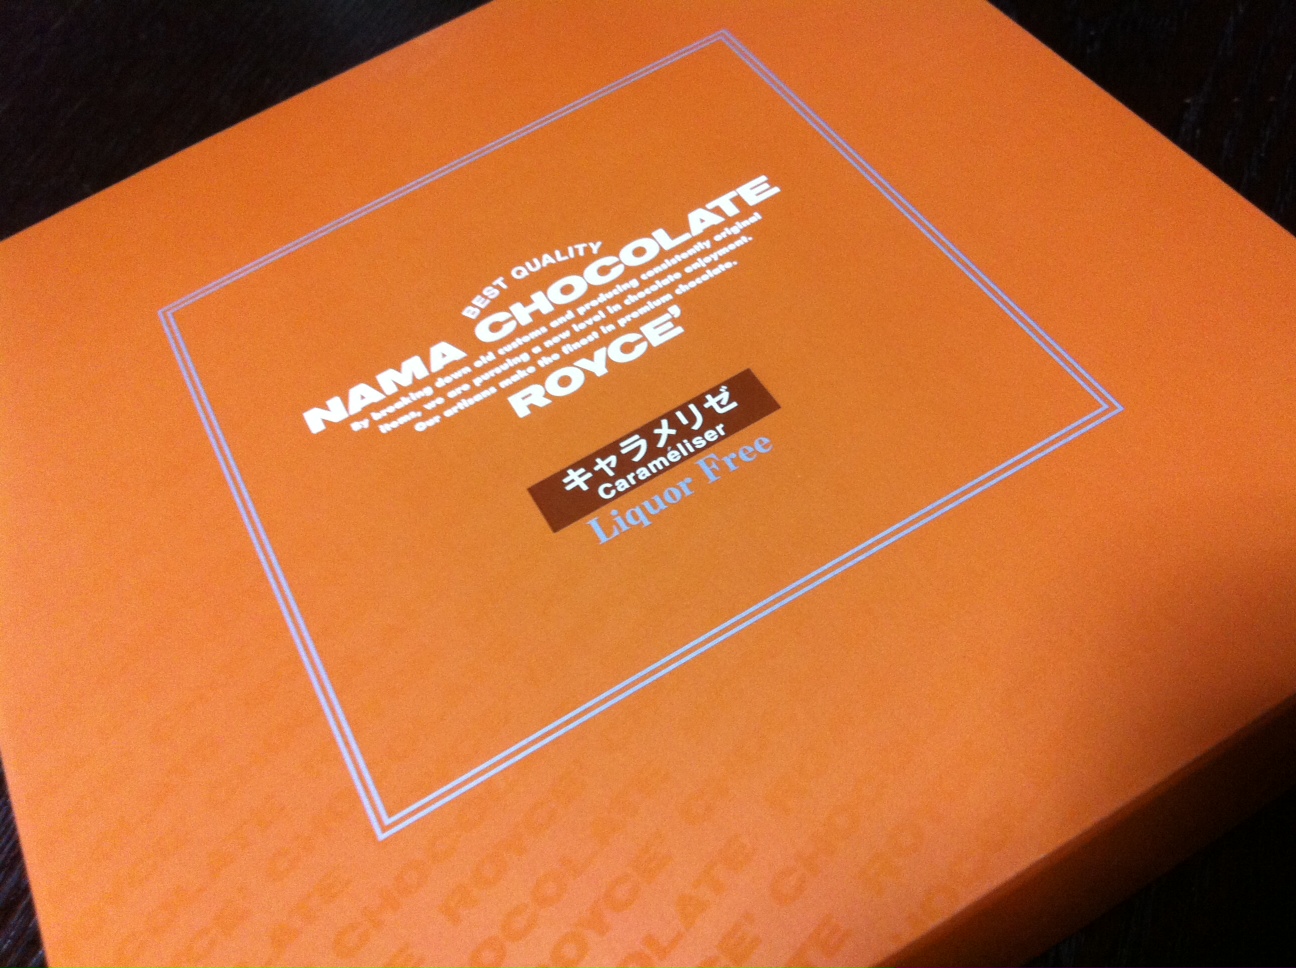 BEST QUALITY
NAMA CHOCOLATE
By breaking down old customs and producing consistently original
items, we are pursuing a new level in chocolate enjoyment.
Our artisans make the finest in premium chocolate.
ROYCE'
キャラメリゼ
Caraméliser
Liquor Free